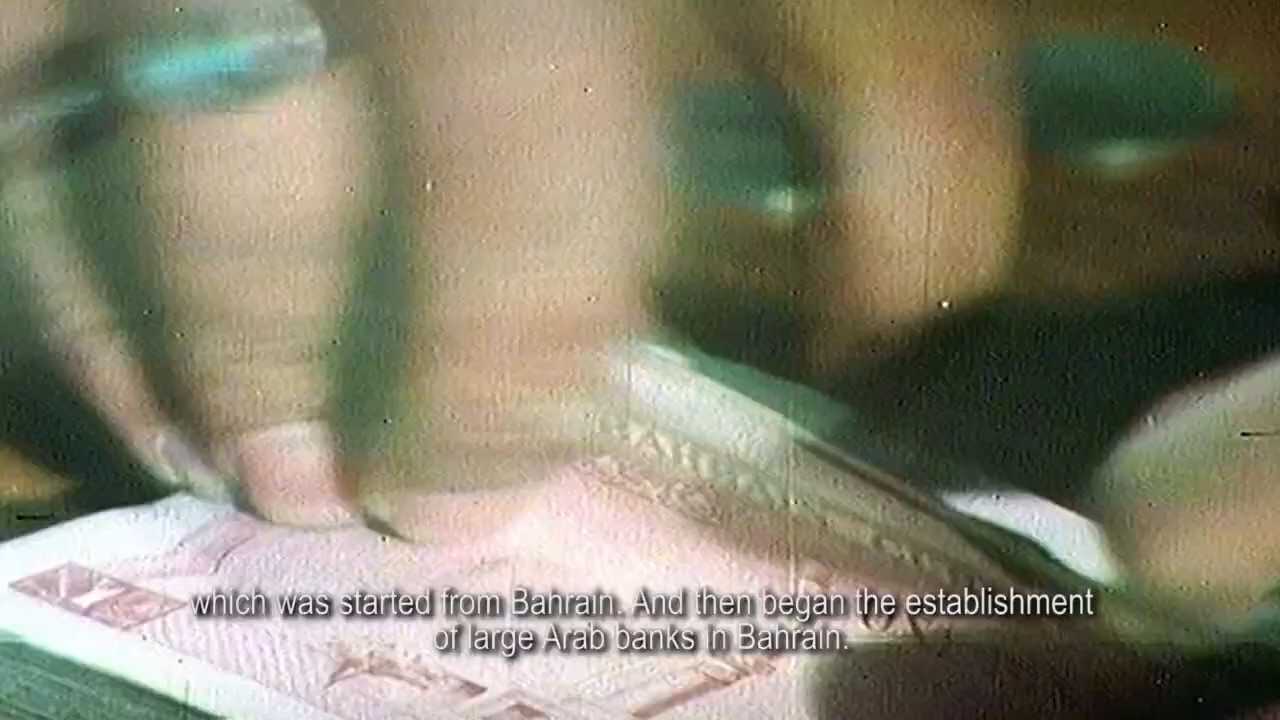 which was started from Bahrain. And then began the establishment
of large Arab banks in Bahrain.